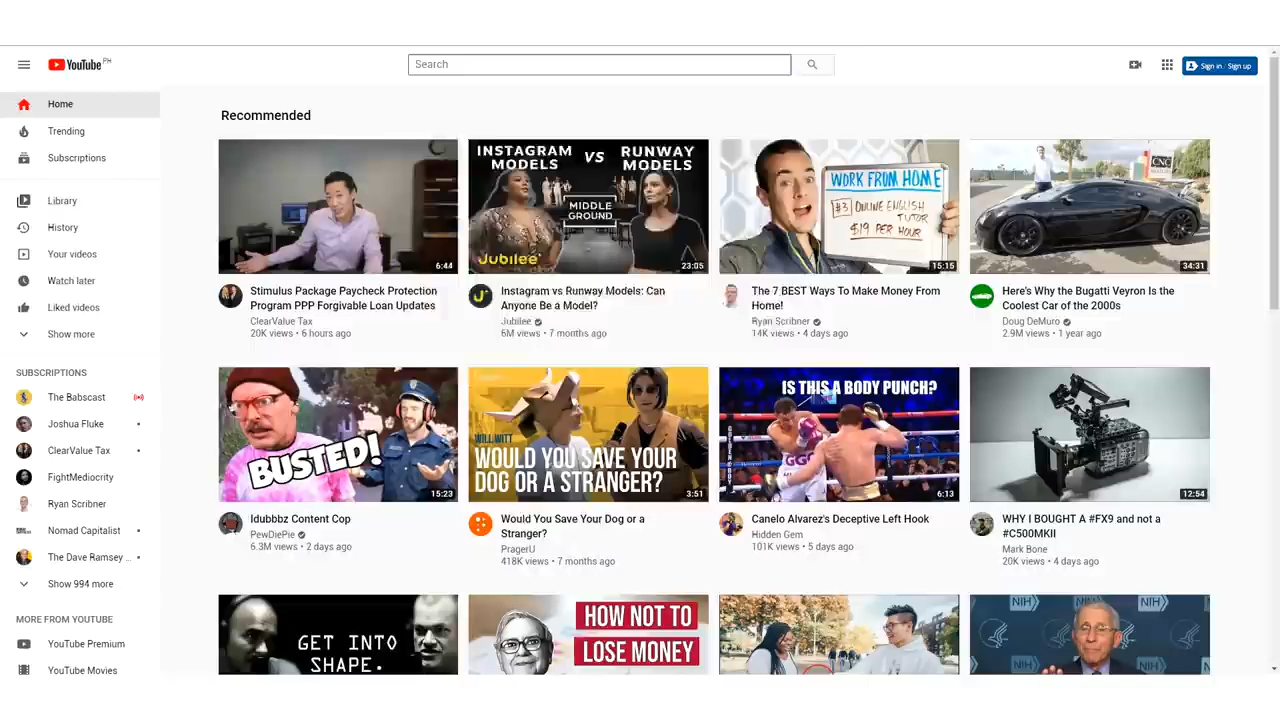 YouTube PH
Search
Sign in / Sign up
Home
Trending
Subscriptions
Library
History
Your videos
Watch later
Liked videos
Show more
SUBSCRIPTIONS
The Babscast
Joshua Fluke
ClearValue Tax
FightMediocrity
Ryan Scribner
Nomad Capitalist
The Dave Ramsey ...
Show 994 more
MORE FROM YOUTUBE
YouTube Premium
YouTube Movies
Recommended
6:44
Stimulus Package Paycheck Protection
Program PPP Forgivable Loan Updates
ClearValue Tax
20K views • 6 hours ago
INSTAGRAM MODELS VS RUNWAY MODELS
MIDDLE
GROUND
Jubilee
23:05
Instagram vs Runway Models: Can
Anyone Be a Model?
Jubilee
6M views • 7 months ago
WORK FROM HOME
#3 ONLINE ENGLISH
TUTOR
$19 PER HOUR
15:15
The 7 BEST Ways To Make Money From
Home!
Ryan Scribner
14K views • 4 days ago
CNC
34:31
Here's Why the Bugatti Veyron Is the
Coolest Car of the 2000s
Doug DeMuro
2.9M views • 1 year ago
BUSTED!
15:23
Idubbbz Content Cop
PewDiePie
6.3M views • 2 days ago
WILL WITT
WOULD YOU SAVE YOUR
DOG OR A STRANGER?
3:51
Would You Save Your Dog or a
Stranger?
PragerU
418K views • 7 months ago
IS THIS A BODY PUNCH?
GGG
6:13
Canelo Alvarez's Deceptive Left Hook
Hidden Gem
101K views • 5 days ago
12:54
WHY I BOUGHT A #FX9 and not a
#C500MKII
Mark Bone
20K views • 4 days ago
GET INTO
SHAPE.
HOW NOT TO
LOSE MONEY
NIH
NIH
NIH
NIH